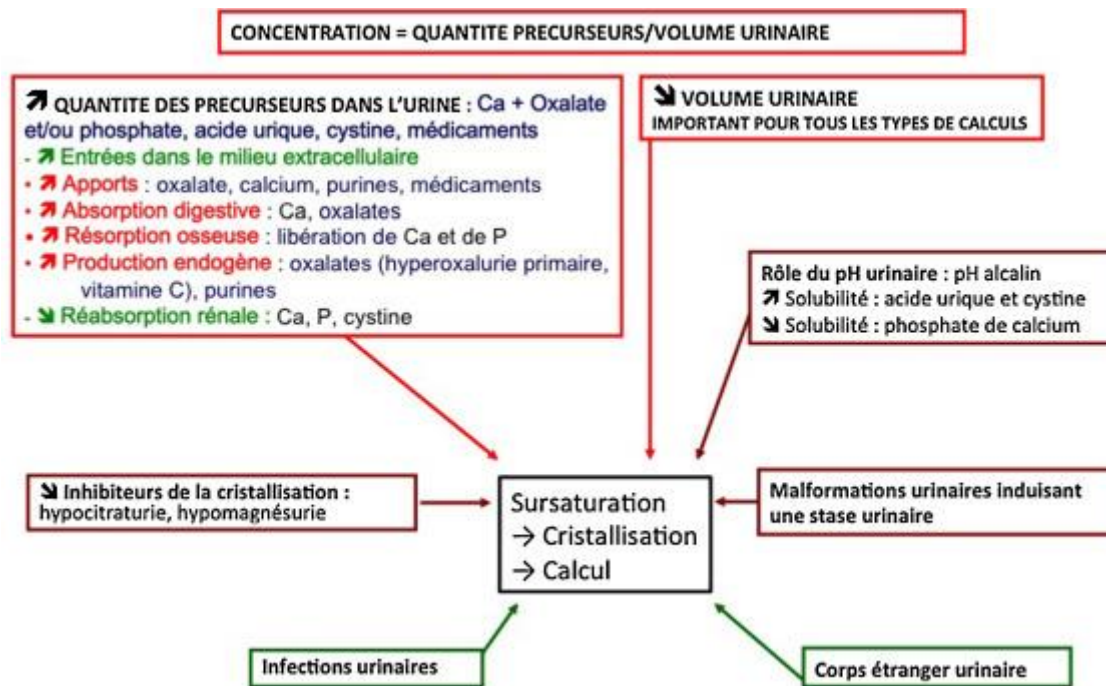 CONCENTRATION = QUANTITE PRECURSEURS/VOLUME URINAIRE
↗ QUANTITE DES PRECURSEURS DANS L'URINE : Ca + Oxalate
et/ou phosphate, acide urique, cystine, médicaments
- ↗ Entrées dans le milieu extracellulaire
• ↗ Apports : oxalate, calcium, purines, médicaments
• ↗ Absorption digestive : Ca, oxalates
• ↗ Résorption osseuse : libération de Ca et de P
• ↗ Production endogène : oxalates (hyperoxalurie primaire,
vitamine C), purines
- ↘ Réabsorption rénale : Ca, P, cystine
↘ VOLUME URINAIRE
IMPORTANT POUR TOUS LES TYPES DE CALCULS
Rôle du pH urinaire : pH alcalin
↗ Solubilité : acide urique et cystine
↘ Solubilité : phosphate de calcium
↘ Inhibiteurs de la cristallisation :
hypocitraturie, hypomagnésurie
Sursaturation
→ Cristallisation
→ Calcul
Malformations urinaires induisant
une stase urinaire
Infections urinaires
Corps étranger urinaire